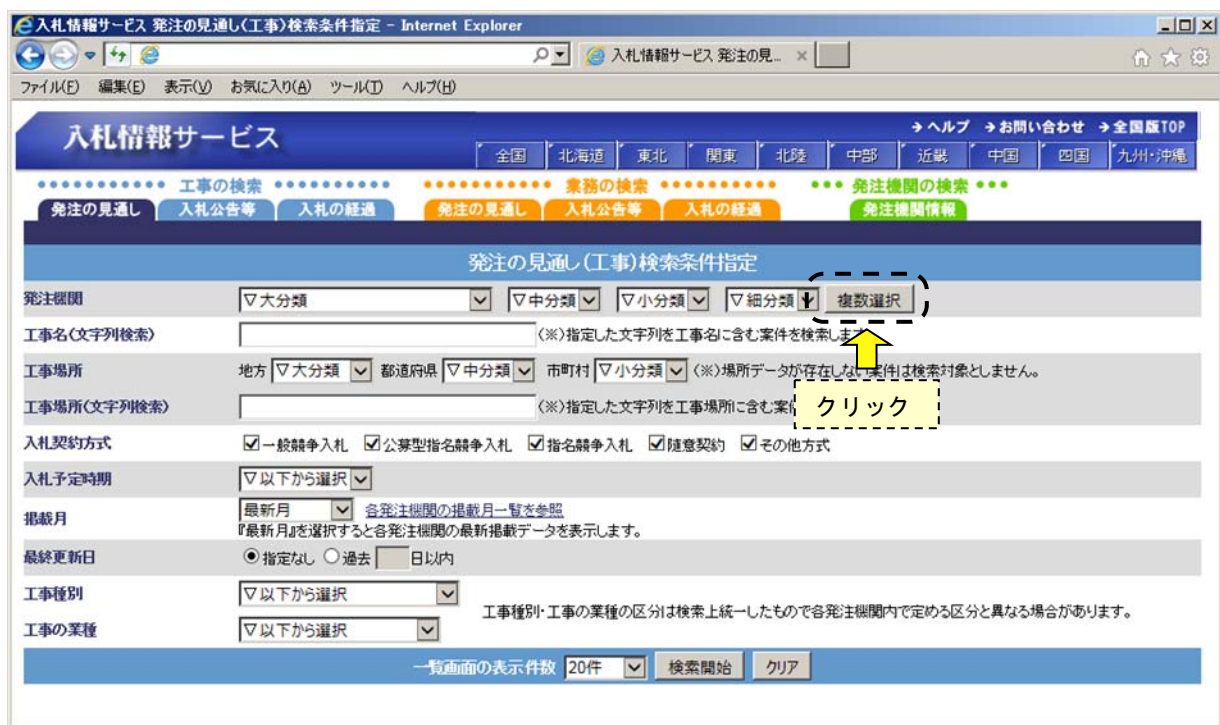 入札情報サービス 発注の見通し(工事)検索条件指定 - Internet Explorer
入札情報サービス 発注の見...
ファイル(F) 編集(E) 表示(V) お気に入り(A) ツール(T) ヘルプ(H)
入札情報サービス
→ヘルプ →お問い合わせ →全国版TOP
全国 北海道 東北 関東 北陸 中部 近畿 中国 四国 九州・沖縄
工事の検索 業務の検索 発注機関の検索
発注の見通し 入札公告等 入札の経過 発注の見通し 入札公告等 入札の経過 発注機関情報
発注の見通し(工事)検索条件指定
発注機関 ▽大分類 ▽中分類 ▽小分類 ▽細分類 複数選択
工事名(文字列検索) (※)指定した文字列を工事名に含む案件を検索しま
工事場所 地方 ▽大分類 都道府県 ▽中分類 市町村 ▽小分類 (※)場所データが存在しない案件は検索対象としません。
工事場所(文字列検索) (※)指定した文字列を工事場所に含む案
クリック
入札契約方式 一般競争入札 公募型指名競争入札 指名競争入札 随意契約 その他方式
入札予定時期 ▽以下から選択
掲載月 最新月 各発注機関の掲載月一覧を参照
『最新月』を選択すると各発注機関の最新掲載データを表示します。
最終更新日 指定なし 過去 日以内
工事種別 ▽以下から選択
工事種別・工事の業種の区分は検索上統一したもので各発注機関内で定める区分と異なる場合があります。
工事の業種 ▽以下から選択
一覧画面の表示件数 20件 検索開始 クリア